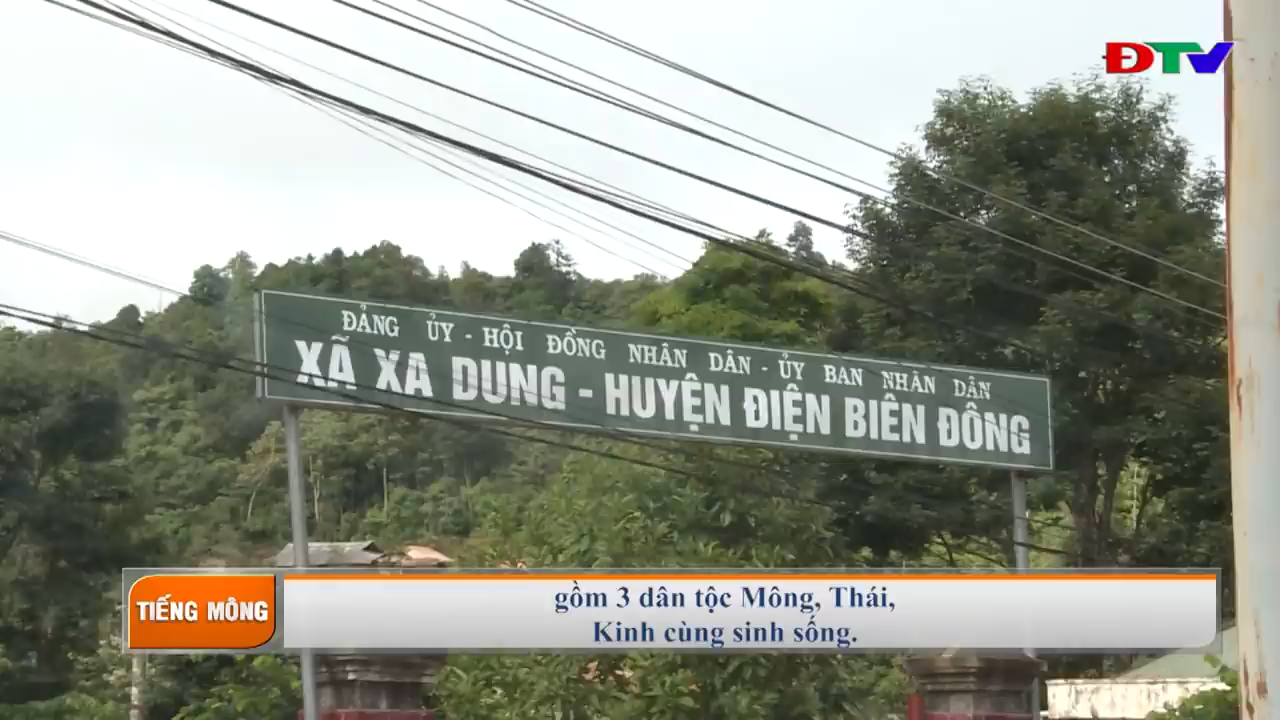 ĐTV
ĐẢNG ỦY - HỘI ĐỒNG NHÂN DÂN - ỦY BAN NHÂN DÂN
XÃ XA DUNG - HUYỆN ĐIỆN BIÊN ĐÔNG
TIẾNG MÔNG
gồm 3 dân tộc Mông, Thái,
Kinh cùng sinh sống.